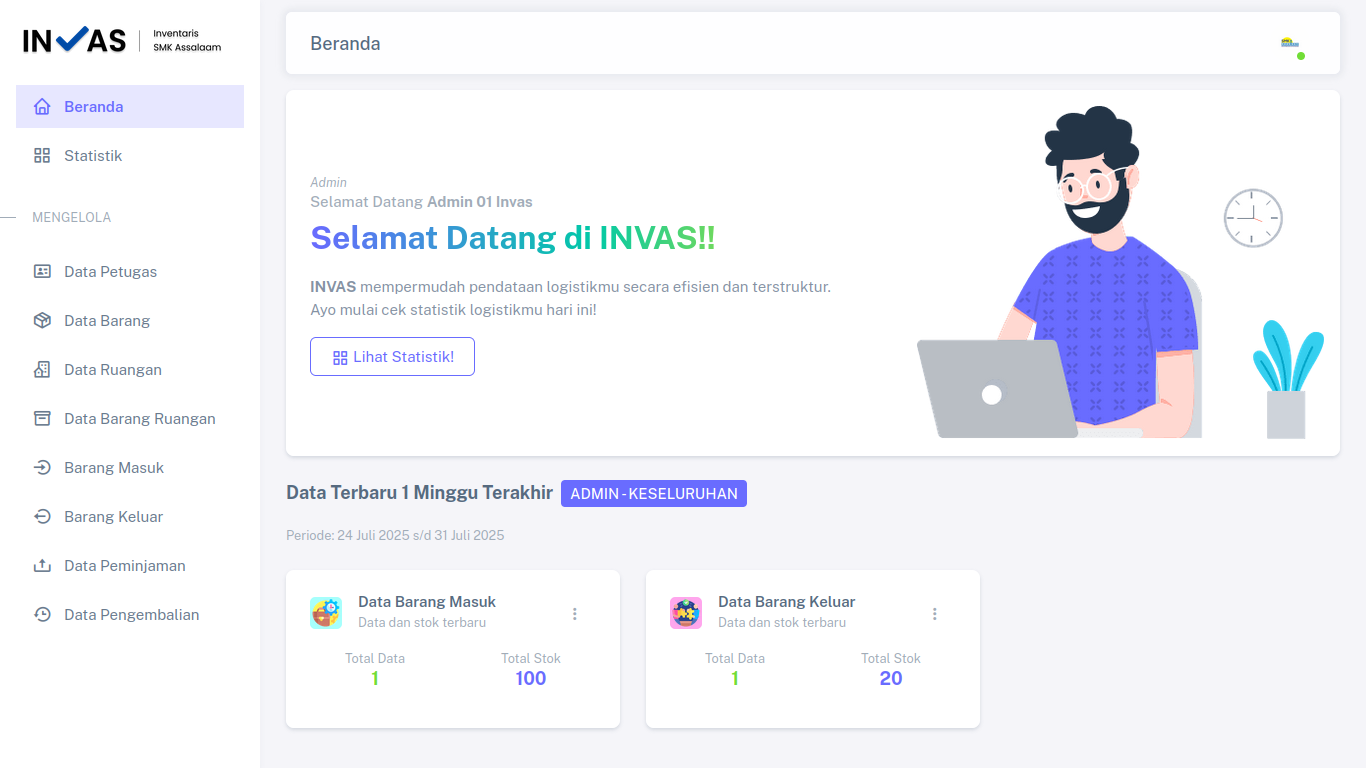 INVAS
Inventaris
SMK Assalaam
Beranda
Statistik
MENGELOLA
Data Petugas
Data Barang
Data Ruangan
Data Barang Ruangan
Barang Masuk
Barang Keluar
Data Peminjaman
Data Pengembalian
Beranda
Admin
Selamat Datang Admin 01 Invas
Selamat Datang di INVAS!!
INVAS mempermudah pendataan logistikmu secara efisien dan terstruktur.
Ayo mulai cek statistik logistikmu hari ini!
Lihat Statistik!
Data Terbaru 1 Minggu Terakhir ADMIN - KESELURUHAN
Periode: 24 Juli 2025 s/d 31 Juli 2025
Data Barang Masuk
Data dan stok terbaru
Total Data
1
Total Stok
100
Data Barang Keluar
Data dan stok terbaru
Total Data
1
Total Stok
20